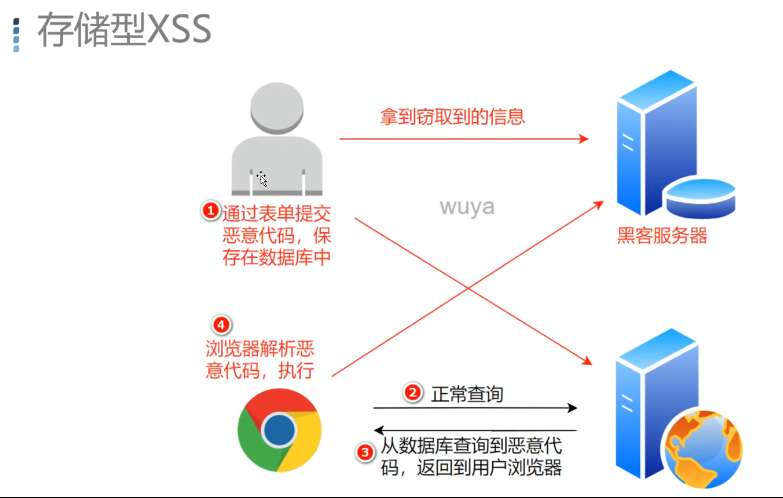 存储型XSS
拿到窃取到的信息
wuya
1
通过表单提交
恶意代码，保
存在数据库中
黑客服务器
4
浏览器解析恶
意代码，执行
2 正常查询
3 从数据库查询到恶意代
码，返回到用户浏览器